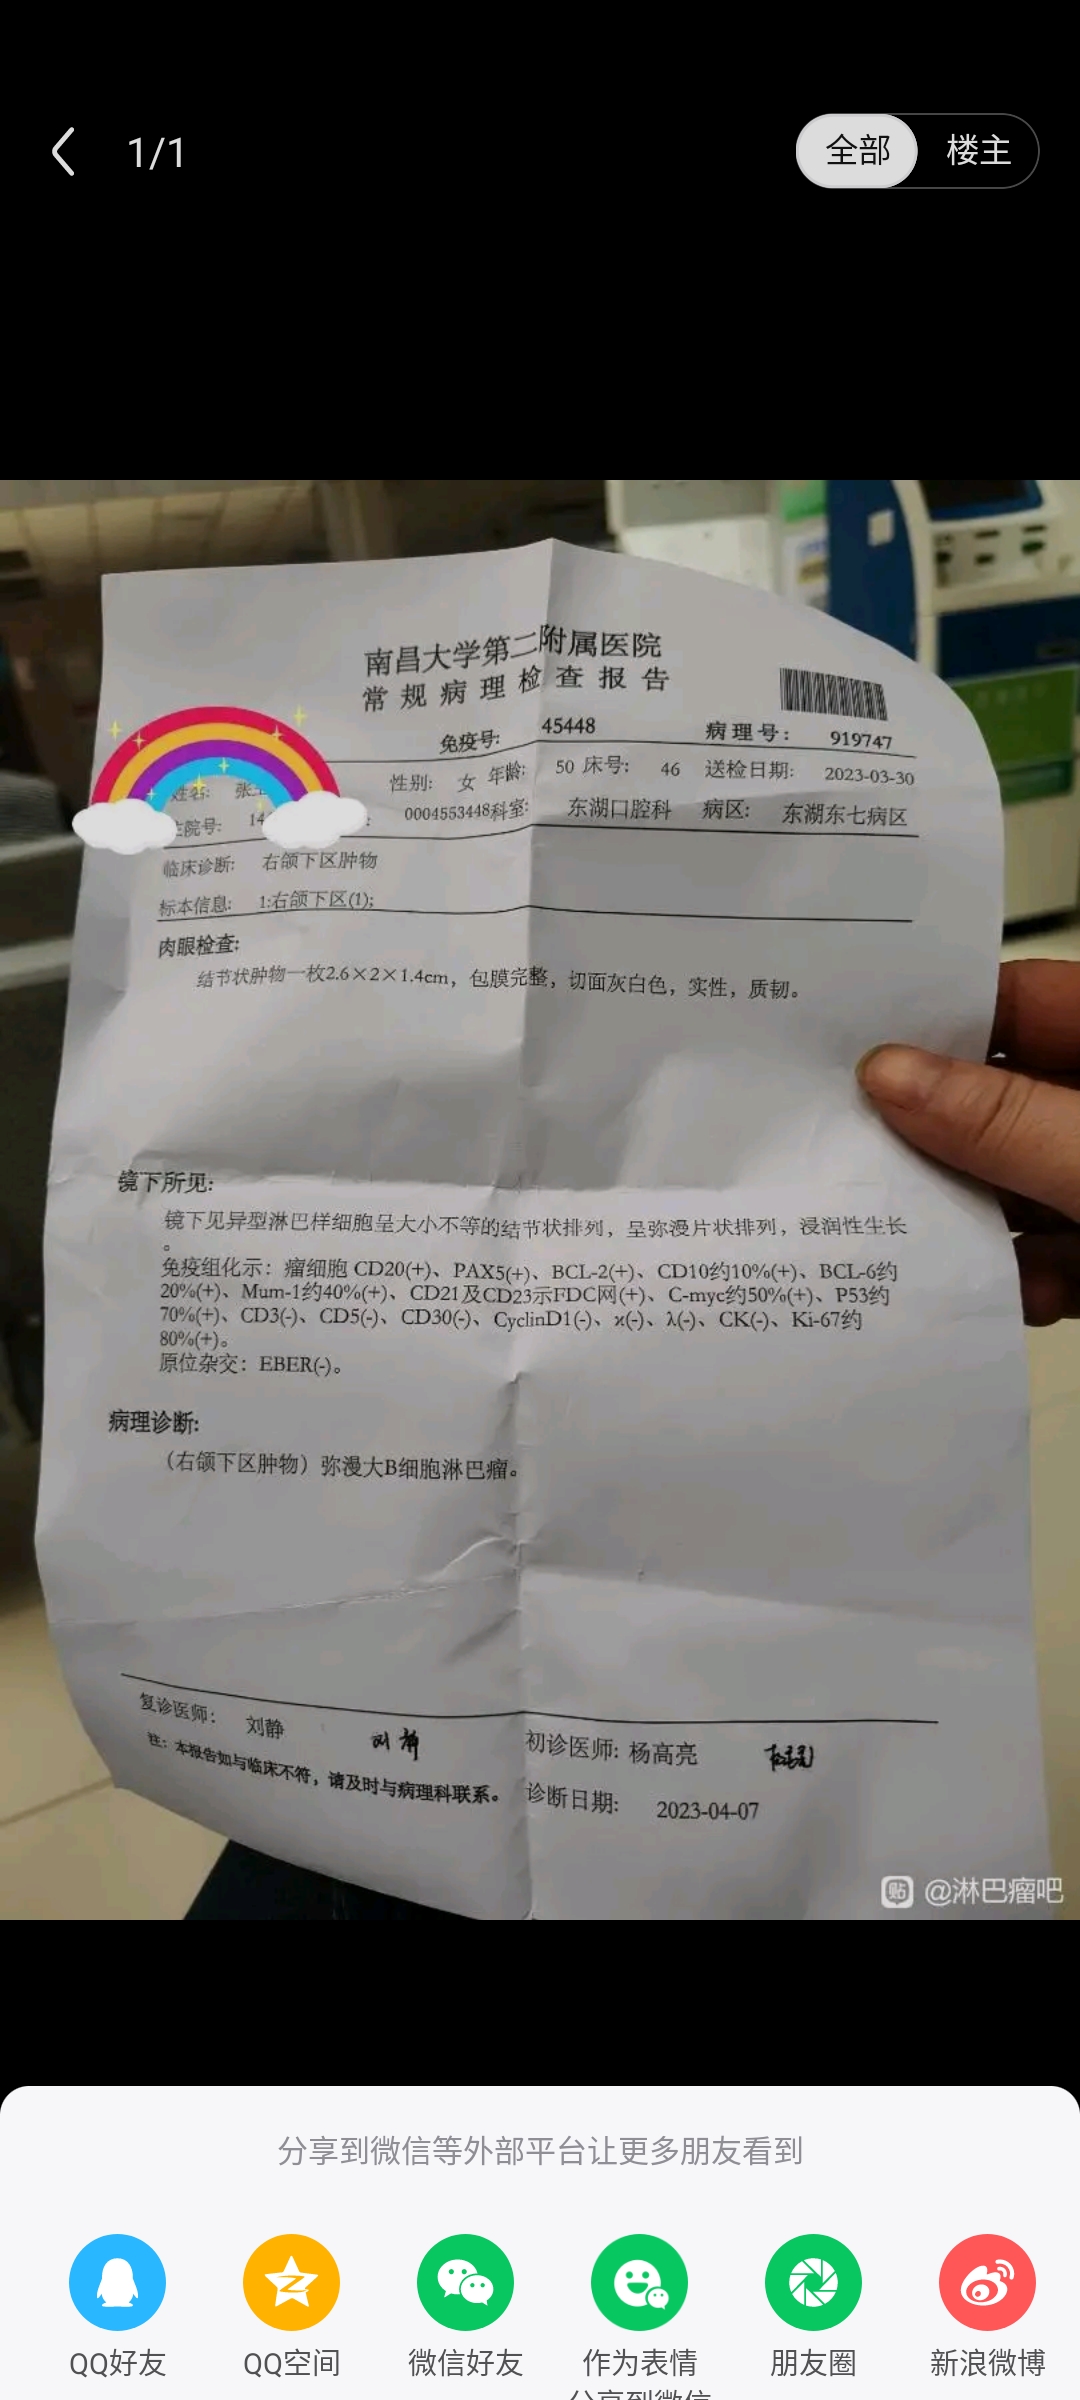 1/1
全部
楼主
南昌大学第二附属医院
常规病理检查报告
免疫号: 45448 病理号: 919747
姓名: 张 性别: 女 年龄: 50 床号: 46 送检日期: 2023-03-30
院号: 14 : 0004553448 科室: 东湖口腔科 病区: 东湖东七病区
临床诊断: 右颌下区肿物
标本信息: 1:右颌下区(1);
肉眼检查:
结节状肿物一枚2.6×2×1.4cm，包膜完整，切面灰白色，实性，质韧。
镜下所见:
镜下见异型淋巴样细胞呈大小不等的结节状排列，呈弥漫片状排列，浸润性生长
。
免疫组化示：瘤细胞 CD20(+)、PAX5(+)、BCL-2(+)、CD10约10%(+)、BCL-6约
20%(+)、Mum-1约40%(+)、CD21及CD23示FDC网(+)、C-myc约50%(+)、P53约
70%(+)、CD3(-)、CD5(-)、CD30(-)、CyclinD1(-)、κ(-)、λ(-)、CK(-)、Ki-67约
80%(+)。
原位杂交：EBER(-)。
病理诊断:
（右颌下区肿物）弥漫大B细胞淋巴瘤。
复诊医师: 刘静 刘静
初诊医师: 杨高亮
注：本报告如与临床不符，请及时与病理科联系。
诊断日期: 2023-04-07
贴 @淋巴瘤吧
分享到微信等外部平台让更多朋友看到
QQ好友
QQ空间
微信好友
作为表情
分享到微信
朋友圈
新浪微博